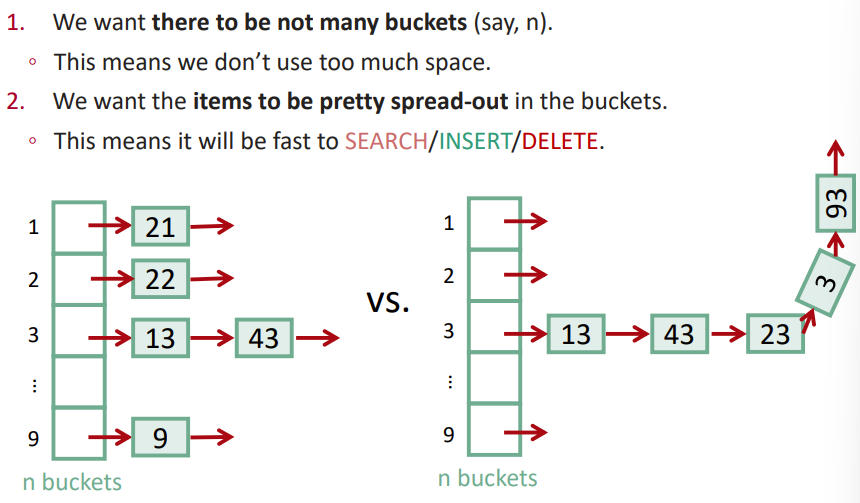 1. We want there to be not many buckets (say, n).
◦ This means we don’t use too much space.
2. We want the items to be pretty spread-out in the buckets.
◦ This means it will be fast to SEARCH/INSERT/DELETE.
1
21
2
22
3
13
43
...
9
9
n buckets
vs.
1
2
3
13
43
23
3
93
...
9
n buckets